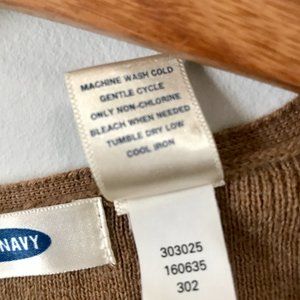 MACHINE WASH COLD
GENTLE CYCLE
ONLY NON-CHLORINE
BLEACH WHEN NEEDED
TUMBLE DRY LOW
COOL IRON
NAVY
303025
160635
302